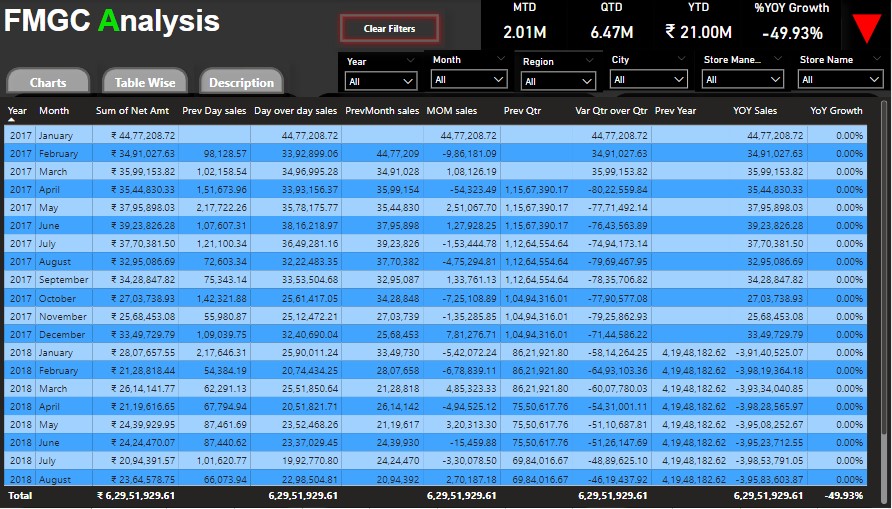 FMGC Analysis
Clear Filters
MTD QTD YTD %YOY Growth
2.01M 6.47M ₹ 21.00M -49.93%
Year Month Region City Store Mane... Store Name
All All All All All All
Charts Table Wise Description
Year Month Sum of Net Amt Prev Day sales Day over day sales PrevMonth sales MOM sales Prev Qtr Var Qtr over Qtr Prev Year YOY Sales YoY Growth
2017 January ₹ 44,77,208.72 44,77,208.72 44,77,208.72 44,77,208.72 44,77,208.72 0.00%
2017 February ₹ 34,91,027.63 98,128.57 33,92,899.06 44,77,209 -9,86,181.09 34,91,027.63 34,91,027.63 0.00%
2017 March ₹ 35,99,153.82 1,02,158.54 34,96,995.28 34,91,028 1,08,126.19 35,99,153.82 35,99,153.82 0.00%
2017 April ₹ 35,44,830.33 1,51,673.96 33,93,156.37 35,99,154 -54,323.49 1,15,67,390.17 -80,22,559.84 35,44,830.33 0.00%
2017 May ₹ 37,95,898.03 2,17,722.26 35,78,175.77 35,44,830 2,51,067.70 1,15,67,390.17 -77,71,492.14 37,95,898.03 0.00%
2017 June ₹ 39,23,826.28 1,07,607.31 38,16,218.97 37,95,898 1,27,928.25 1,15,67,390.17 -76,43,563.89 39,23,826.28 0.00%
2017 July ₹ 37,70,381.50 1,21,100.34 36,49,281.16 39,23,826 -1,53,444.78 1,12,64,554.64 -74,94,173.14 37,70,381.50 0.00%
2017 August ₹ 32,95,086.69 72,603.34 32,22,483.35 37,70,382 -4,75,294.81 1,12,64,554.64 -79,69,467.95 32,95,086.69 0.00%
2017 September ₹ 34,28,847.82 75,343.14 33,53,504.68 32,95,087 1,33,761.13 1,12,64,554.64 -78,35,706.82 34,28,847.82 0.00%
2017 October ₹ 27,03,738.93 1,42,321.88 25,61,417.05 34,28,848 -7,25,108.89 1,04,94,316.01 -77,90,577.08 27,03,738.93 0.00%
2017 November ₹ 25,68,453.08 55,980.87 25,12,472.21 27,03,739 -1,35,285.85 1,04,94,316.01 -79,25,862.93 25,68,453.08 0.00%
2017 December ₹ 33,49,729.79 1,09,039.75 32,40,690.04 25,68,453 7,81,276.71 1,04,94,316.01 -71,44,586.22 33,49,729.79 0.00%
2018 January ₹ 28,07,657.55 2,17,646.31 25,90,011.24 33,49,730 -5,42,072.24 86,21,921.80 -58,14,264.25 4,19,48,182.62 -3,91,40,525.07 0.00%
2018 February ₹ 21,28,818.44 54,384.19 20,74,434.25 28,07,658 -6,78,839.11 86,21,921.80 -64,93,103.36 4,19,48,182.62 -3,98,19,364.18 0.00%
2018 March ₹ 26,14,141.77 62,291.13 25,51,850.64 21,28,818 4,85,323.33 86,21,921.80 -60,07,780.03 4,19,48,182.62 -3,93,34,040.85 0.00%
2018 April ₹ 21,19,616.65 67,794.94 20,51,821.71 26,14,142 -4,94,525.12 75,50,617.76 -54,31,001.11 4,19,48,182.62 -3,98,28,565.97 0.00%
2018 May ₹ 24,39,929.95 87,461.69 23,52,468.26 21,19,617 3,20,313.30 75,50,617.76 -51,10,687.81 4,19,48,182.62 -3,95,08,252.67 0.00%
2018 June ₹ 24,24,470.07 87,440.62 23,37,029.45 24,39,930 -15,459.88 75,50,617.76 -51,26,147.69 4,19,48,182.62 -3,95,23,712.55 0.00%
2018 July ₹ 20,94,391.57 1,01,620.77 19,92,770.80 24,24,470 -3,30,078.50 69,84,016.67 -48,89,625.10 4,19,48,182.62 -3,98,53,791.05 0.00%
2018 August ₹ 23,64,578.75 66,073.94 22,98,504.81 20,94,392 2,70,187.18 69,84,016.67 -46,19,437.92 4,19,48,182.62 -3,95,83,603.87 0.00%
Total ₹ 6,29,51,929.61 6,29,51,929.61 6,29,51,929.61 6,29,51,929.61 6,29,51,929.61 -49.93%